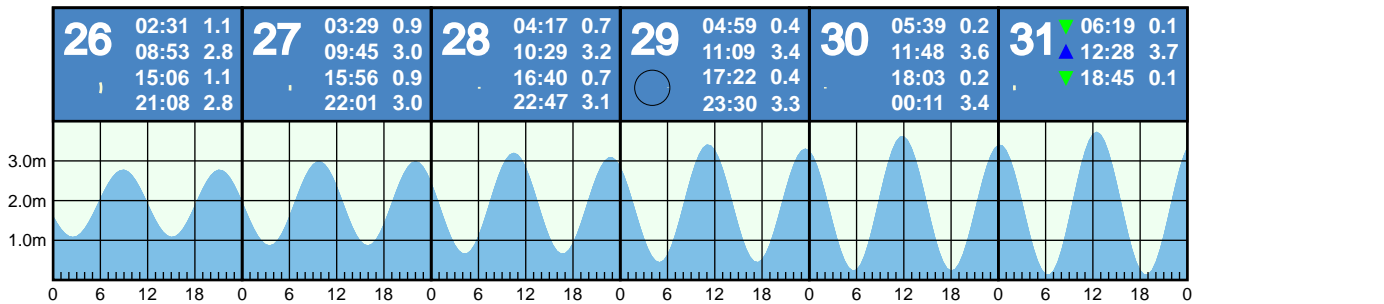 26 02:31 1.1
08:53 2.8
15:06 1.1
21:08 2.8
27 03:29 0.9
09:45 3.0
15:56 0.9
22:01 3.0
28 04:17 0.7
10:29 3.2
16:40 0.7
22:47 3.1
29 04:59 0.4
11:09 3.4
17:22 0.4
23:30 3.3
30 05:39 0.2
11:48 3.6
18:03 0.2
00:11 3.4
31 ▼ 06:19 0.1
▲ 12:28 3.7
▼ 18:45 0.1
3.0m
2.0m
1.0m
0 6 12 18 0 6 12 18 0 6 12 18 0 6 12 18 0 6 12 18 0 6 12 18 0